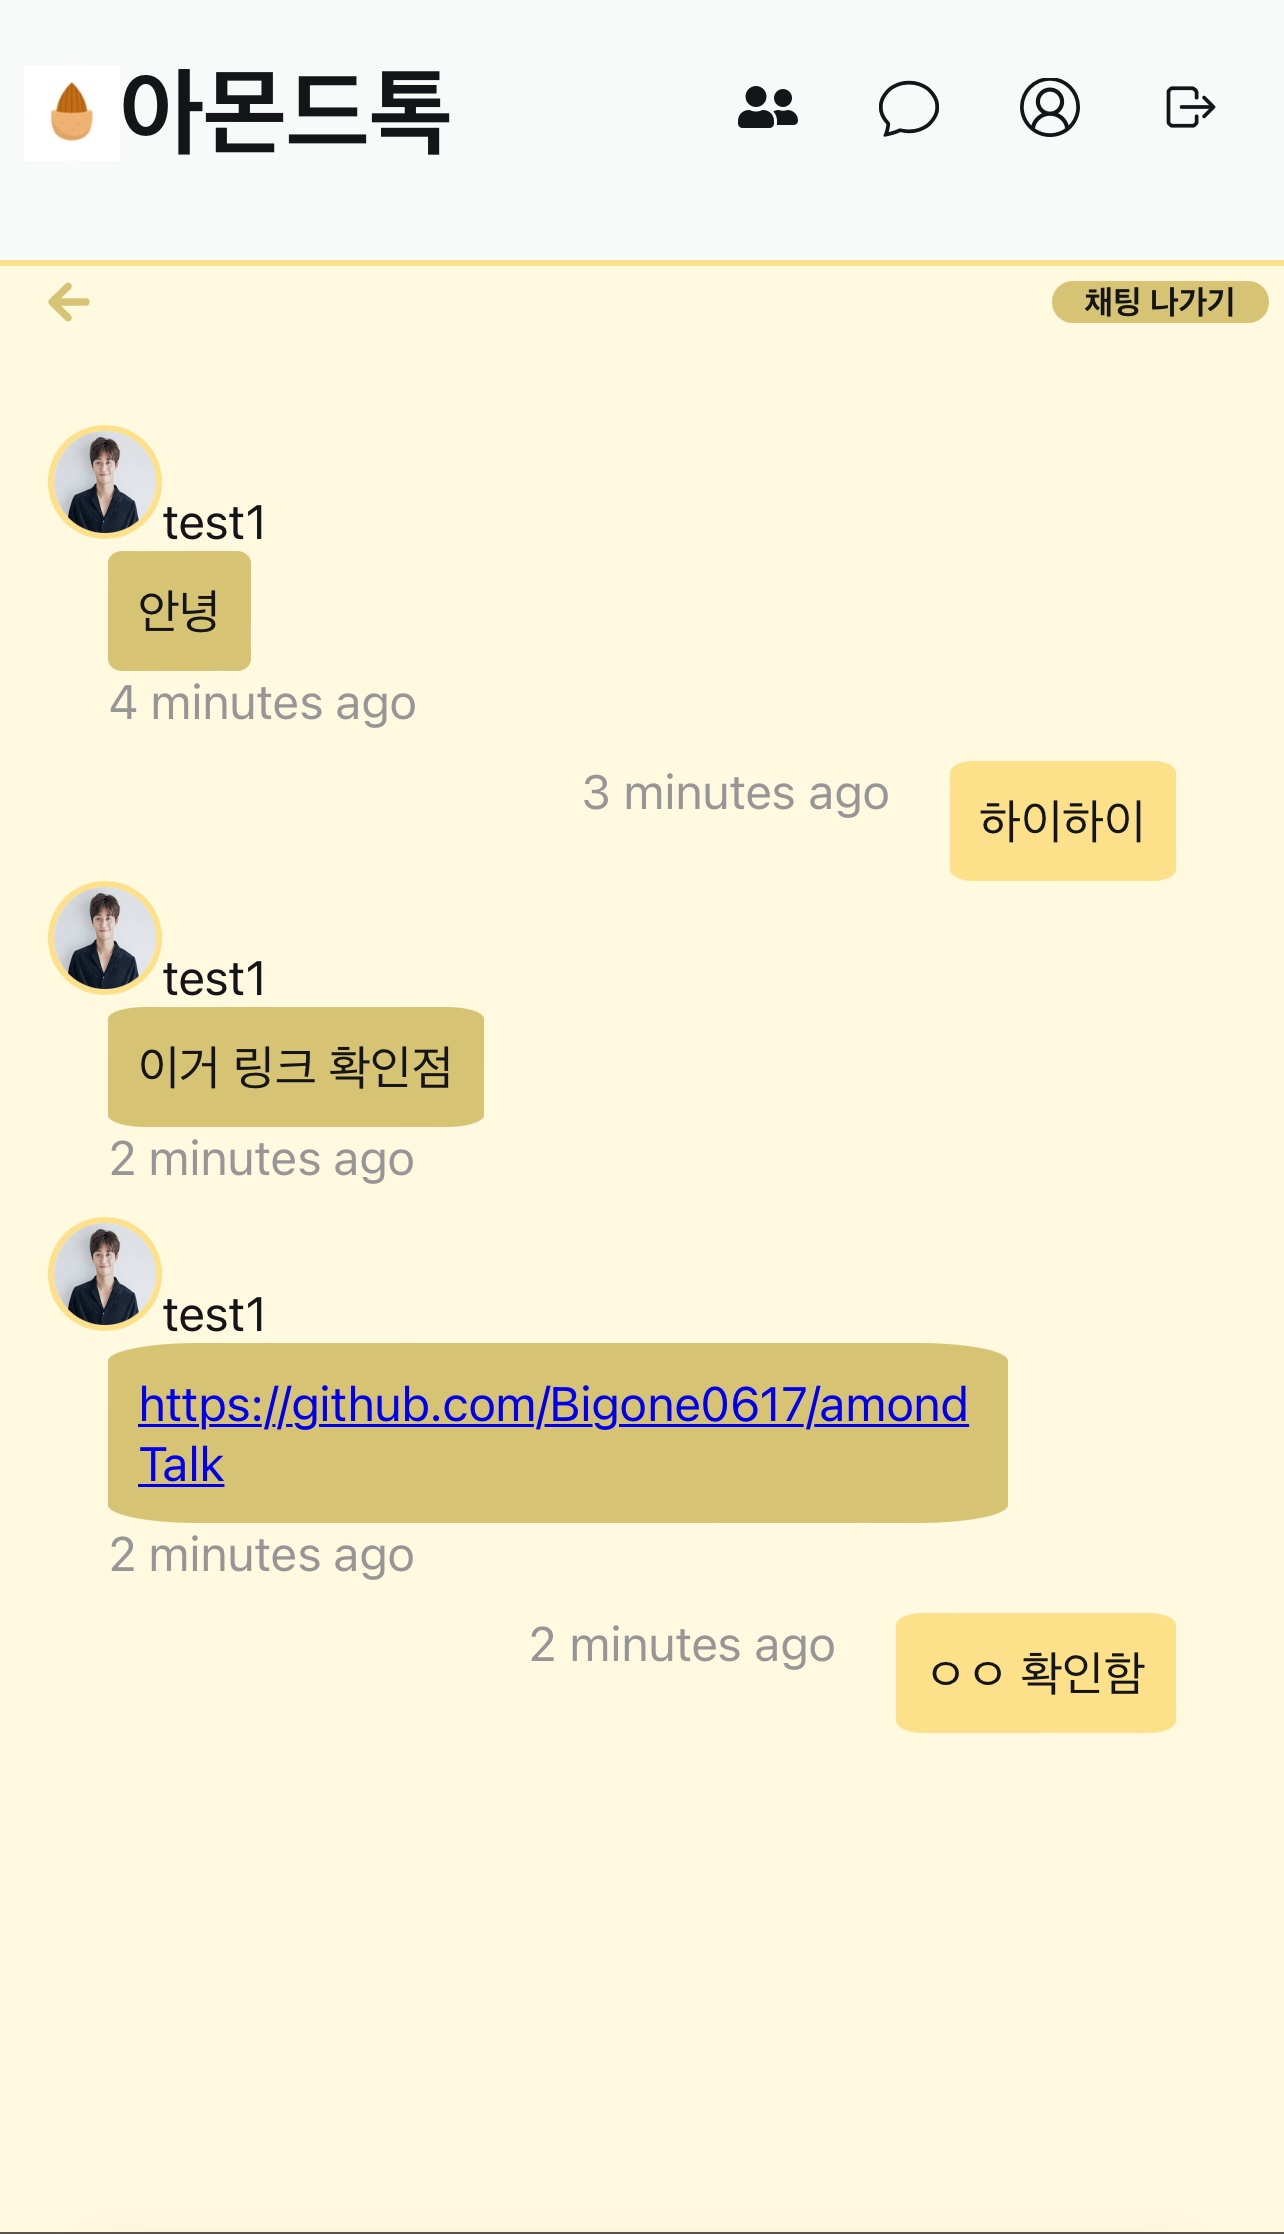 아몬드톡
채팅 나가기
test1
안녕
4 minutes ago
3 minutes ago
하이하이
test1
이거 링크 확인점
2 minutes ago
test1
https://github.com/Bigone0617/amond
Talk
2 minutes ago
2 minutes ago
ㅇㅇ 확인함